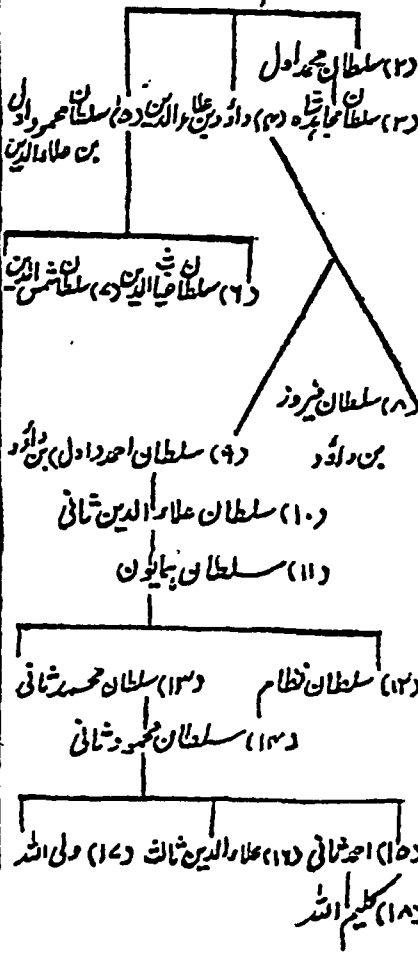 (۲) سلطان محمد اول
(۳) سلطان مجاہد شاہ (۴) داؤد بن علاء الدین (۵) سلطان محمود اول
بن علاء الدین
(۶) سلطان غیاث الدین (۷) سلطان شمس الدین
(۸) سلطان فیروز
بن داؤد
(۹) سلطان احمد (اول) بن داؤد
(۱۰) سلطان علاء الدین ثانی
(۱۱) سلطان ہمایون
(۱۲) سلطان نظام
(۱۳) سلطان محمد ثانی
(۱۴) سلطان محمود ثانی
(۱۵) احمد ثانی (۱۶) علاء الدین ثالث (۱۷) ولی اللہ
(۱۸) کلیم اللہ